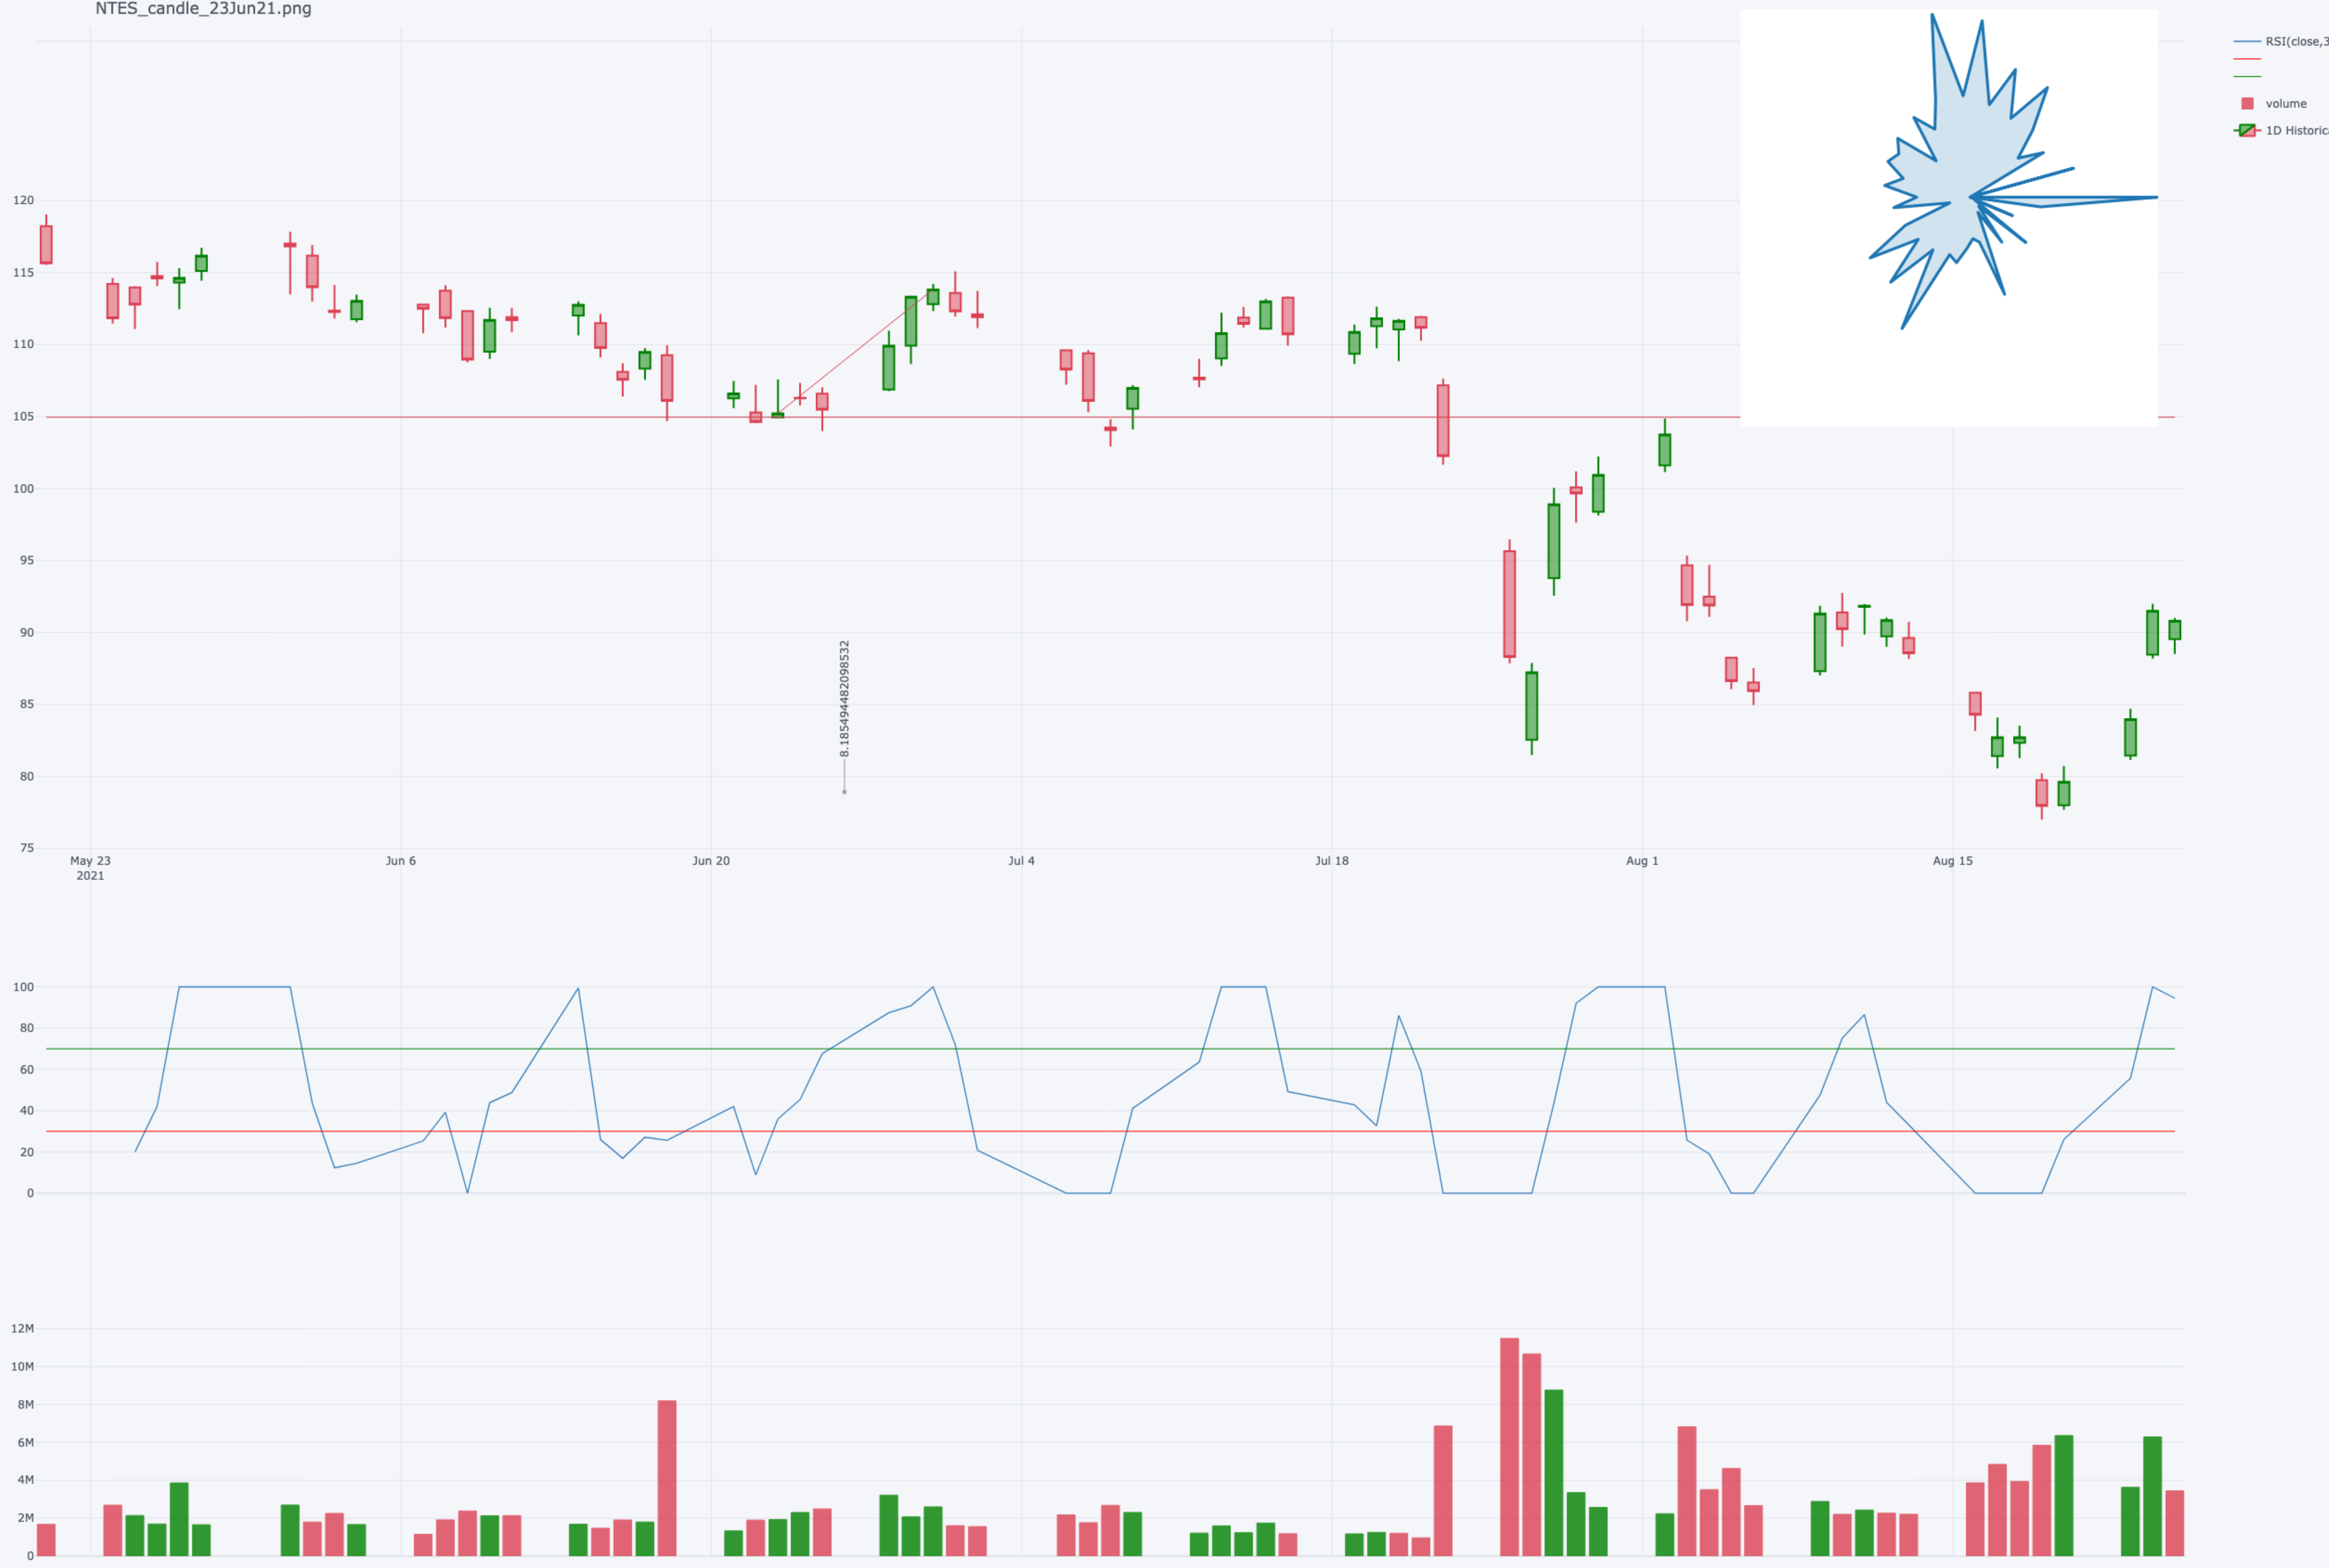 NTES_candle_23Jun21.png
RSI(close,3
volume
1D Historica
120
115
110
105
100
95
90
85
80
75
8.185494482098532
May 23
2021
Jun 6
Jun 20
Jul 4
Jul 18
Aug 1
Aug 15
100
80
60
40
20
0
12M
10M
8M
6M
4M
2M
0